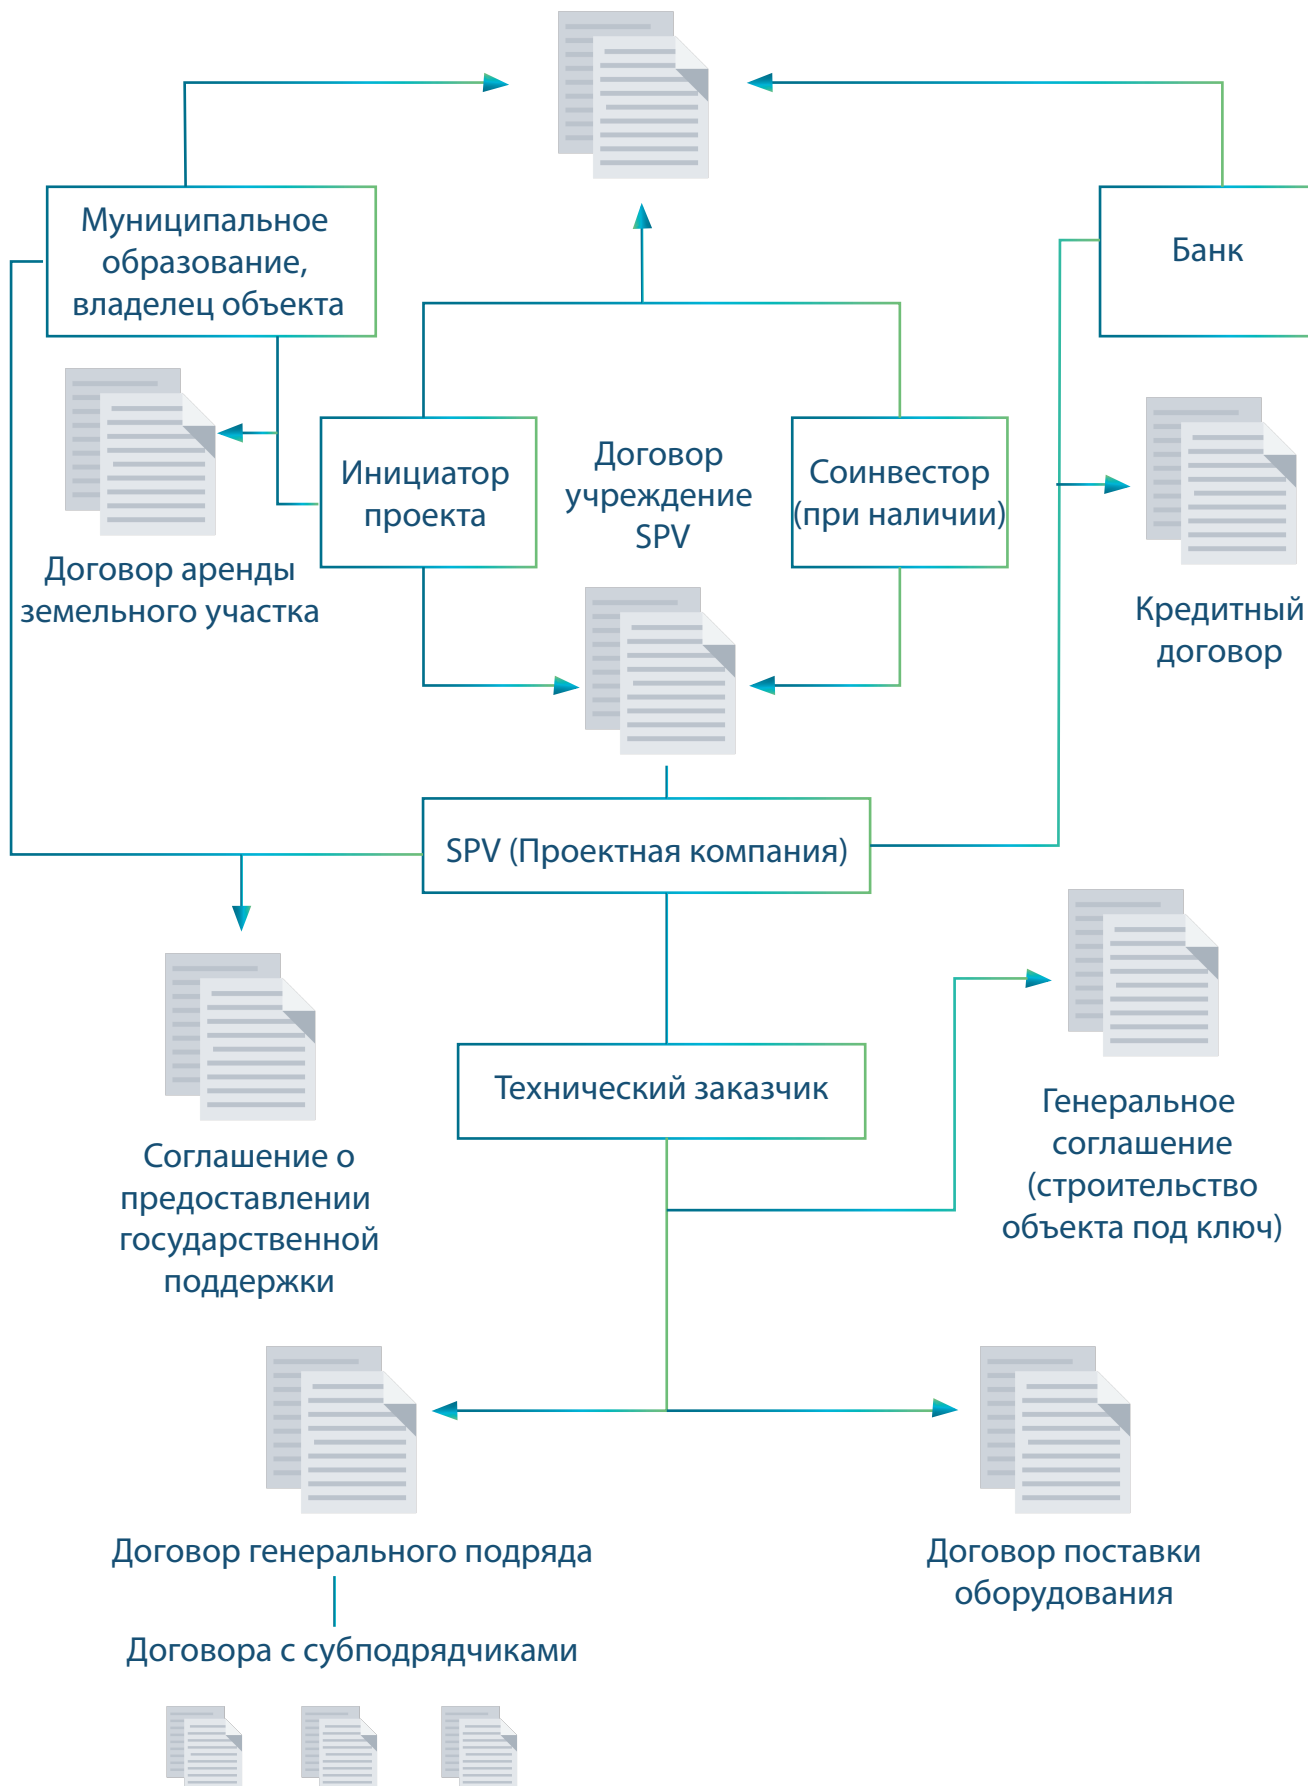 Муниципальное
образование,
владелец объекта
Банк
Инициатор
проекта
Договор
учреждение
SPV
Соинвестор
(при наличии)
Договор аренды
земельного участка
Кредитный
договор
SPV (Проектная компания)
Технический заказчик
Генеральное
соглашение
(строительство
объекта под ключ)
Соглашение о
предоставлении
государственной
поддержки
Договор генерального подряда
Договор поставки
оборудования
Договора с субподрядчиками